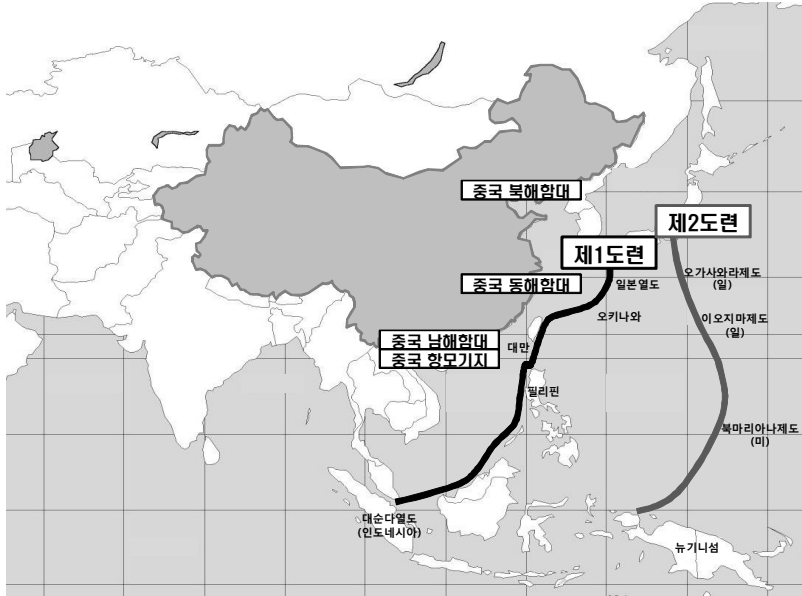 중국 북해함대
제2도련
제1도련
중국 동해함대
일본열도
오가사와라제도
(일)
오키나와
이오지마제도
(일)
중국 남해함대
중국 항모기지
대만
필리핀
북마리아나제도
(미)
대순다열도
(인도네시아)
뉴기니섬